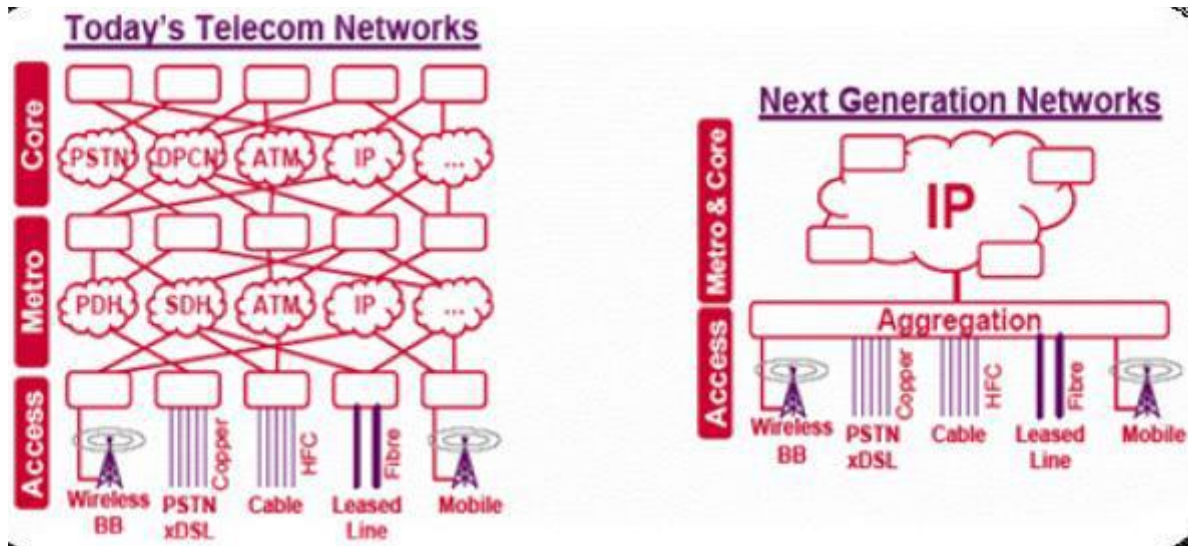 Today's Telecom Networks
Core
PSTN
DPCN
ATM
IP
...
Metro
PDH
SDH
ATM
IP
...
Access
Copper
HFC
Fibre
Wireless
BB
PSTN
xDSL
Cable
Leased
Line
Mobile
Next Generation Networks
Metro & Core
IP
Access
Aggregation
Copper
HFC
Fibre
Wireless
BB
PSTN
xDSL
Cable
Leased
Line
Mobile